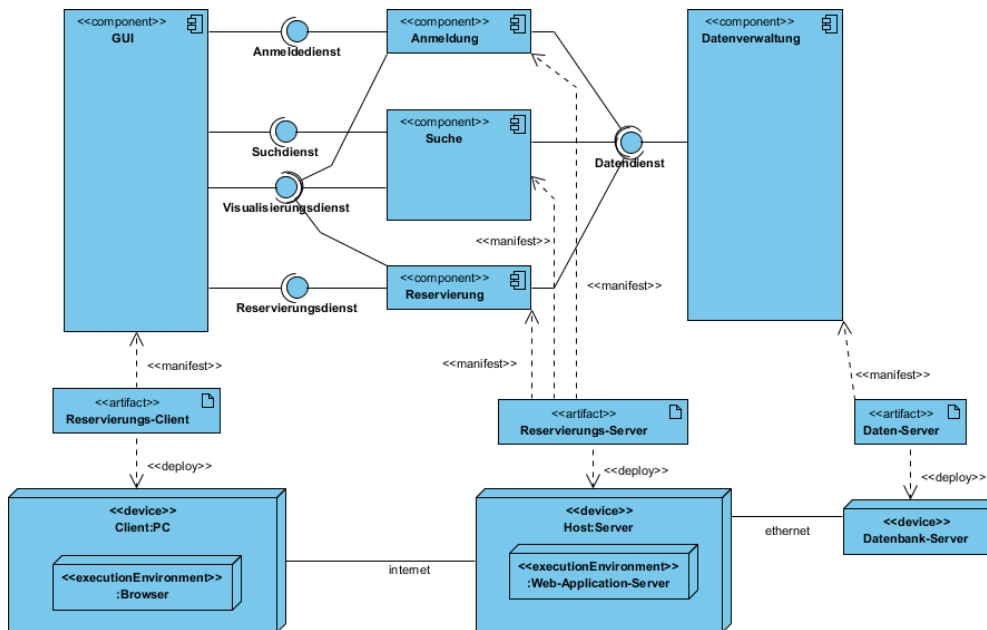 <<component>>
GUI
Anmeldedienst
<<component>>
Anmeldung
<<component>>
Datenverwaltung
Suchdienst
<<component>>
Suche
Datendienst
Visualisierungsdienst
<<manifest>>
<<component>>
Reservierung
<<manifest>>
Reservierungsdienst
<<manifest>>
<<manifest>>
<<artifact>>
Reservierungs-Client
<<artifact>>
Reservierungs-Server
<<artifact>>
Daten-Server
<<deploy>>
<<deploy>>
<<deploy>>
<<device>>
Client:PC
<<device>>
Host:Server
<<device>>
Datenbank-Server
ethernet
internet
<<executionEnvironment>>
:Browser
<<executionEnvironment>>
:Web-Application-Server